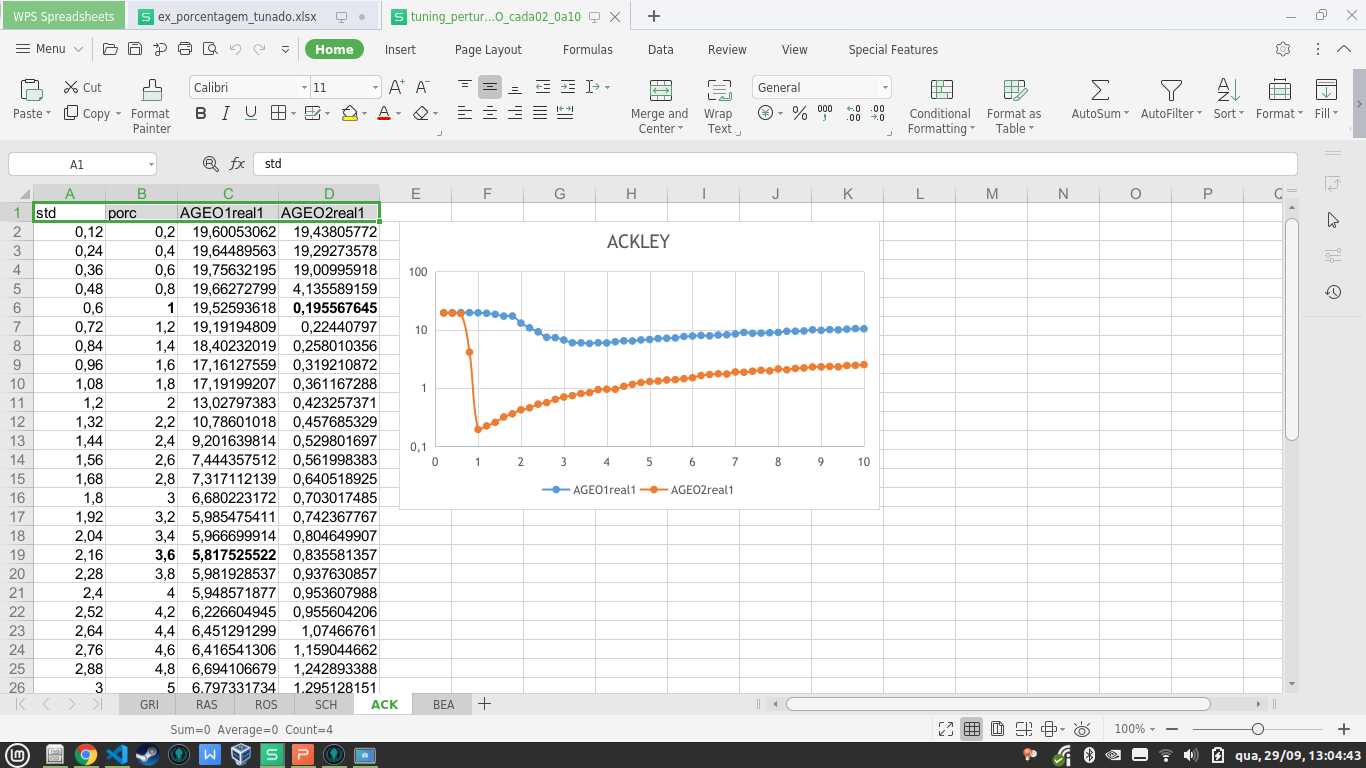 WPS Spreadsheets ex_porcentagem_tunado.xlsx tuning_pertur...O_cada02_0a10
Menu Home Insert Page Layout Formulas Data Review View Special Features
Cut Calibri 11 General
Paste Copy Format Painter Merge and Center Wrap Text Conditional Formatting Format as Table AutoSum AutoFilter Sort Format Fill
A1 fx std
A B C D E F G H I J K L M N O P Q
1 std porc AGEO1real1 AGEO2real1
2 0,12 0,2 19,60053062 19,43805772
3 0,24 0,4 19,64489563 19,29273578
4 0,36 0,6 19,75632195 19,00995918
5 0,48 0,8 19,66272799 4,135589159
6 0,6 1 19,52593618 0,195567645
7 0,72 1,2 19,19194809 0,22440797
8 0,84 1,4 18,40232019 0,258010356
9 0,96 1,6 17,16127559 0,319210872
10 1,08 1,8 17,19199207 0,361167288
11 1,2 2 13,02797383 0,423257371
12 1,32 2,2 10,78601018 0,457685329
13 1,44 2,4 9,201639814 0,529801697
14 1,56 2,6 7,444357512 0,561998383
15 1,68 2,8 7,317112139 0,640518925
16 1,8 3 6,680223172 0,703017485
17 1,92 3,2 5,985475411 0,742367767
18 2,04 3,4 5,966699914 0,804649907
19 2,16 3,6 5,817525522 0,835581357
20 2,28 3,8 5,981928537 0,937630857
21 2,4 4 5,948571877 0,953607988
22 2,52 4,2 6,226604945 0,955604206
23 2,64 4,4 6,451291299 1,07466761
24 2,76 4,6 6,416541306 1,159044662
25 2,88 4,8 6,694106679 1,242893388
26 3 5 6,797331734 1,295128151
ACKLEY
100
10
1
0,1
0 1 2 3 4 5 6 7 8 9 10
AGEO1real1 AGEO2real1
GRI RAS ROS SCH ACK BEA
Sum=0 Average=0 Count=4 100%
qua, 29/09, 13:04:43